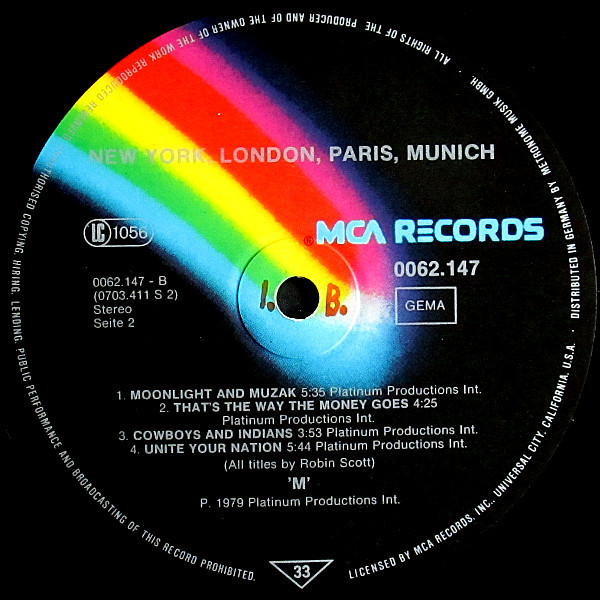 NEW YORK, LONDON, PARIS, MUNICH
LC 1056
® MCA RECORDS
0062.147
GEMA
0062.147 - B
(0703.411 S 2)
Stereo
Seite 2
1. B.
1. MOONLIGHT AND MUZAK 5:35 Platinum Productions Int.
2. THAT'S THE WAY THE MONEY GOES 4:25
Platinum Productions Int.
3. COWBOYS AND INDIANS 3:53 Platinum Productions Int.
4. UNITE YOUR NATION 5:44 Platinum Productions Int.
(All titles by Robin Scott)
'M'
P. 1979 Platinum Productions Int.
33
ALL RIGHTS OF THE PRODUCER AND OF THE OWNER OF THE WORK REPRODUCED RESERVED. UNAUTHORISED COPYING, HIRING, LENDING, PUBLIC PERFORMANCE AND BROADCASTING OF THIS RECORD PROHIBITED.
LICENSED BY MCA RECORDS, INC., UNIVERSAL CITY, CALIFORNIA, U.S.A. · DISTRIBUTED IN GERMANY BY METRONOME MUSIK GMBH.